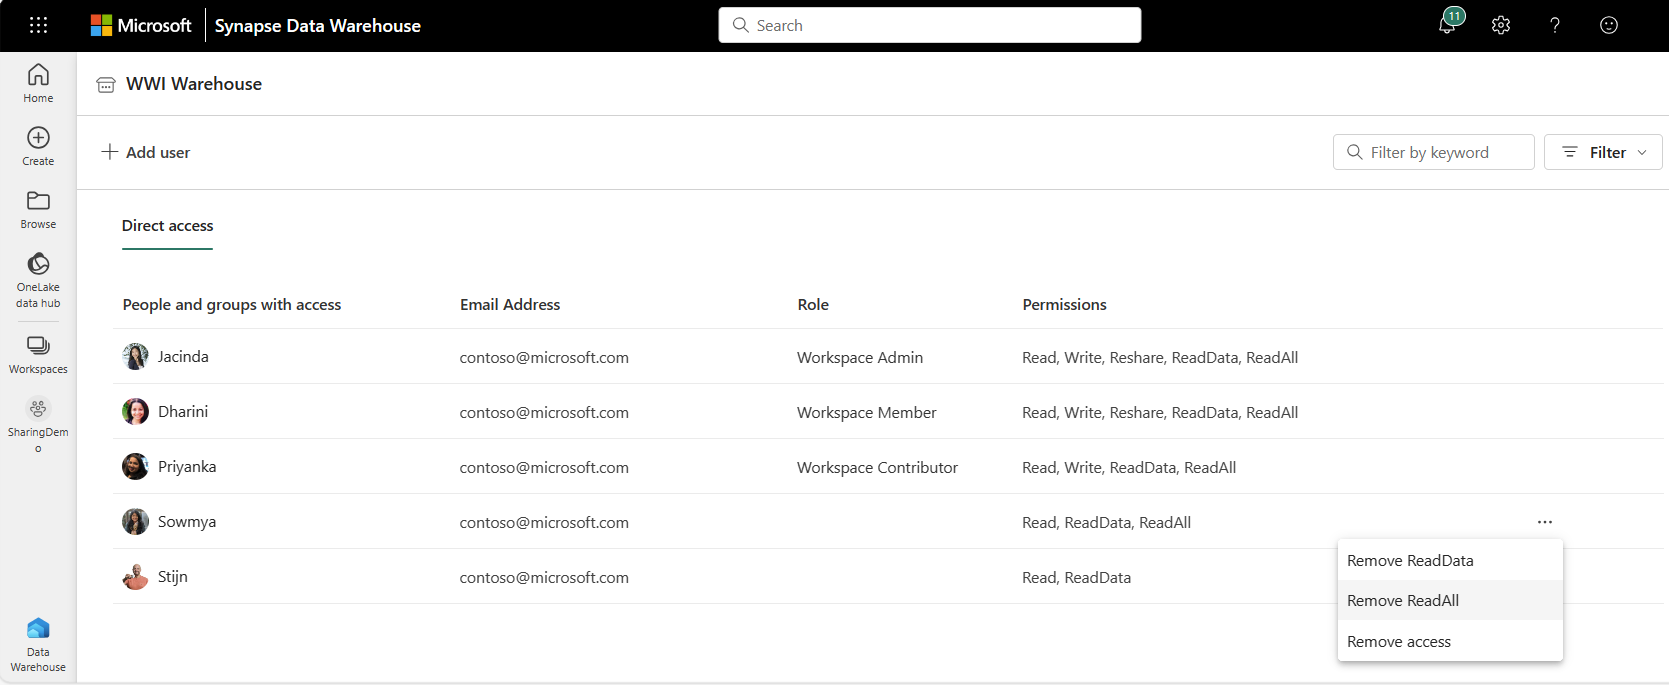 Microsoft
Synapse Data Warehouse
Search
11
Home
Create
Browse
OneLake
data hub
Workspaces
SharingDem
o
Data
Warehouse
WWI Warehouse
Add user
Filter by keyword
Filter
Direct access
People and groups with access Email Address Role Permissions
Jacinda contoso@microsoft.com Workspace Admin Read, Write, Reshare, ReadData, ReadAll
Dharini contoso@microsoft.com Workspace Member Read, Write, Reshare, ReadData, ReadAll
Priyanka contoso@microsoft.com Workspace Contributor Read, Write, ReadData, ReadAll
Sowmya contoso@microsoft.com Read, ReadData, ReadAll
Stijn contoso@microsoft.com Read, ReadData
Remove ReadData
Remove ReadAll
Remove access